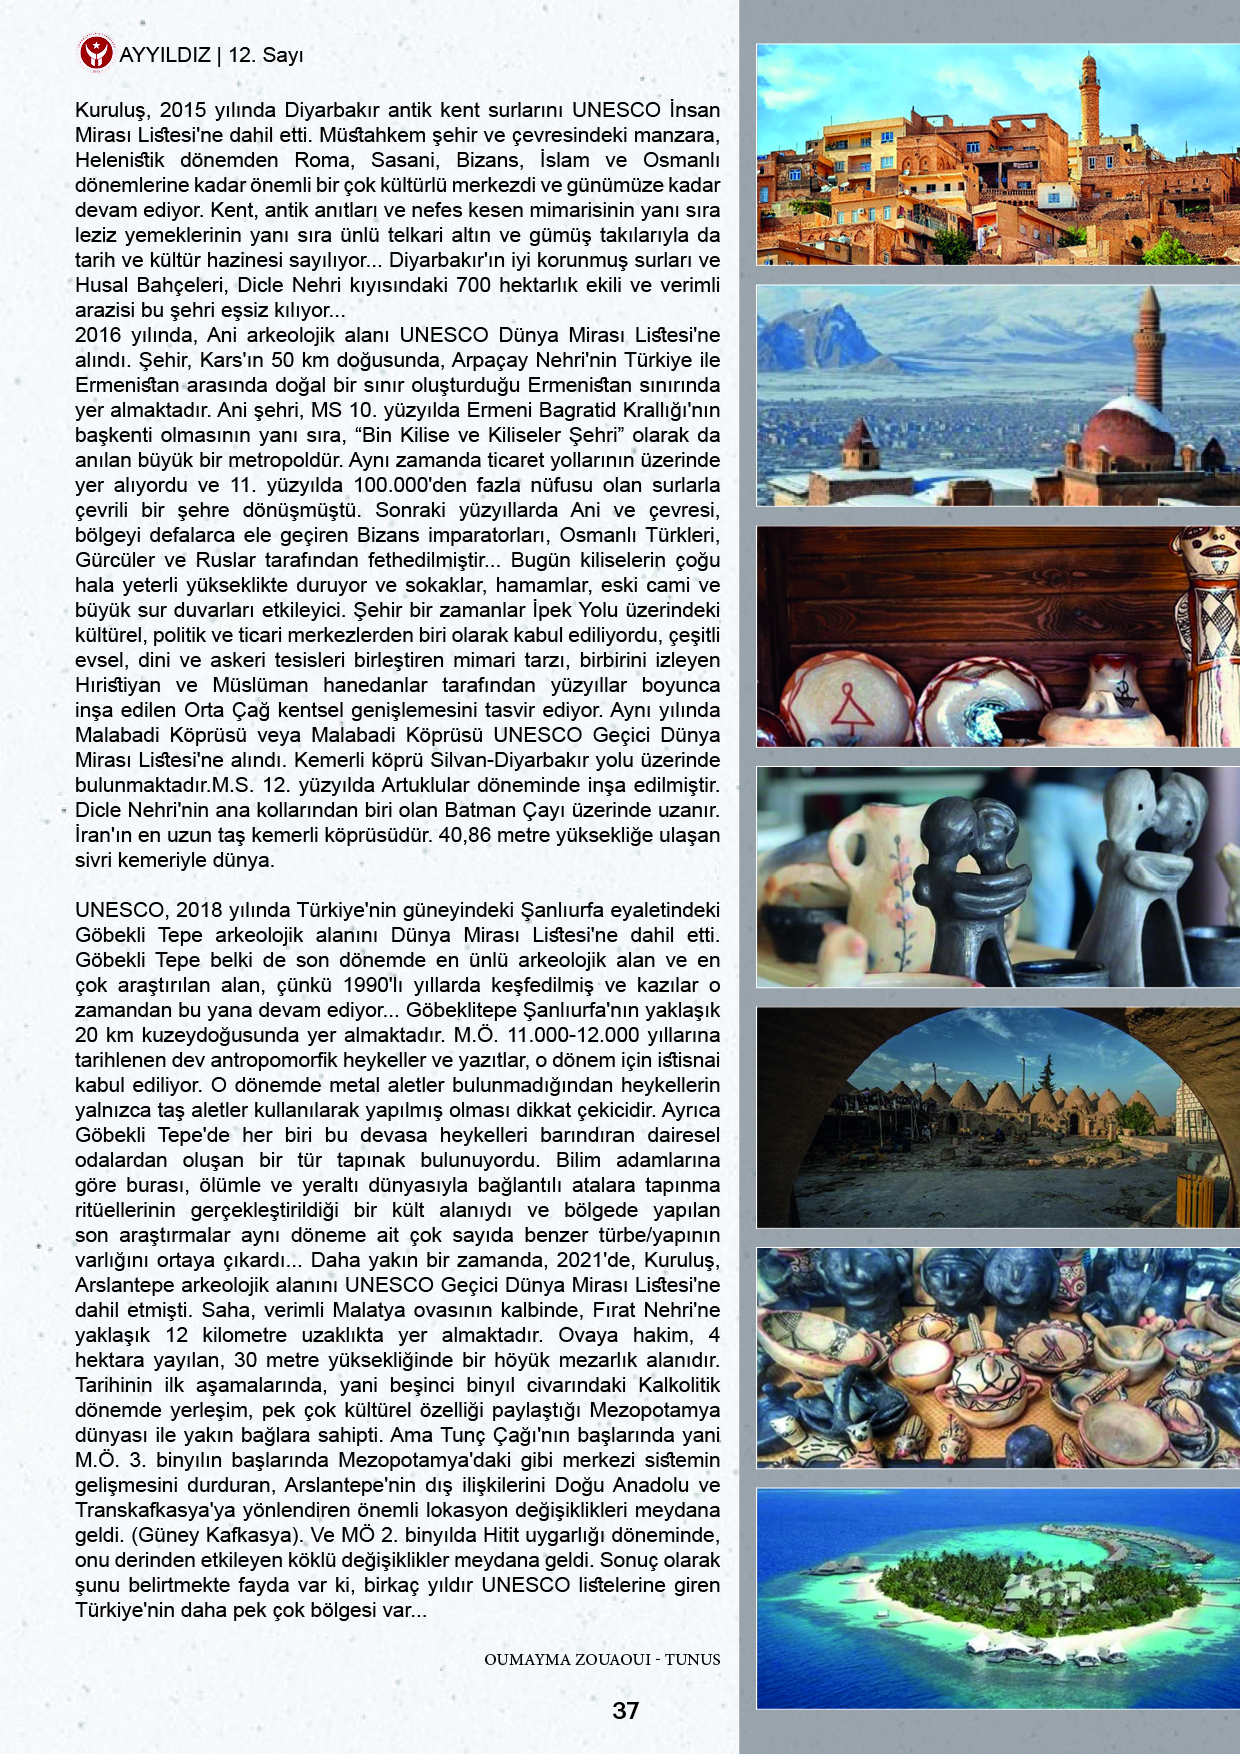 AYYILDIZ | 12. Sayı
Kuruluş, 2015 yılında Diyarbakır antik kent surlarını UNESCO İnsan
Mirası Listesi'ne dahil etti. Müstahkem şehir ve çevresindeki manzara,
Helenistik dönemden Roma, Sasani, Bizans, İslam ve Osmanlı
dönemlerine kadar önemli bir çok kültürlü merkezdi ve günümüze kadar
devam ediyor. Kent, antik anıtları ve nefes kesen mimarisinin yanı sıra
leziz yemeklerinin yanı sıra ünlü telkari altın ve gümüş takılarıyla da
tarih ve kültür hazinesi sayılıyor... Diyarbakır'ın iyi korunmuş surları ve
Husal Bahçeleri, Dicle Nehri kıyısındaki 700 hektarlık ekili ve verimli
arazisi bu şehri eşsiz kılıyor...
2016 yılında, Ani arkeolojik alanı UNESCO Dünya Mirası Listesi'ne
alındı. Şehir, Kars'ın 50 km doğusunda, Arpaçay Nehri'nin Türkiye ile
Ermenistan arasında doğal bir sınır oluşturduğu Ermenistan sınırında
yer almaktadır. Ani şehri, MS 10. yüzyılda Ermeni Bagratid Krallığı'nın
başkenti olmasının yanı sıra, “Bin Kilise ve Kiliseler Şehri” olarak da
anılan büyük bir metropoldür. Aynı zamanda ticaret yollarının üzerinde
yer alıyordu ve 11. yüzyılda 100.000'den fazla nüfusu olan surlarla
çevrili bir şehre dönüşmüştü. Sonraki yüzyıllarda Ani ve çevresi,
bölgeyi defalarca ele geçiren Bizans imparatorları, Osmanlı Türkleri,
Gürcüler ve Ruslar tarafından fethedilmiştir... Bugün kiliselerin çoğu
hala yeterli yükseklikte duruyor ve sokaklar, hamamlar, eski cami ve
büyük sur duvarları etkileyici. Şehir bir zamanlar İpek Yolu üzerindeki
kültürel, politik ve ticari merkezlerden biri olarak kabul ediliyordu, çeşitli
evsel, dini ve askeri tesisleri birleştiren mimari tarzı, birbirini izleyen
Hıristiyan ve Müslüman hanedanlar tarafından yüzyıllar boyunca
inşa edilen Orta Çağ kentsel genişlemesini tasvir ediyor. Aynı yılında
Malabadi Köprüsü veya Malabadi Köprüsü UNESCO Geçici Dünya
Mirası Listesi'ne alındı. Kemerli köprü Silvan-Diyarbakır yolu üzerinde
bulunmaktadır.M.S. 12. yüzyılda Artuklular döneminde inşa edilmiştir.
Dicle Nehri'nin ana kollarından biri olan Batman Çayı üzerinde uzanır.
İran'ın en uzun taş kemerli köprüsüdür. 40,86 metre yüksekliğe ulaşan
sivri kemeriyle dünya.
UNESCO, 2018 yılında Türkiye'nin güneyindeki Şanlıurfa eyaletindeki
Göbekli Tepe arkeolojik alanını Dünya Mirası Listesi'ne dahil etti.
Göbekli Tepe belki de son dönemde en ünlü arkeolojik alan ve en
çok araştırılan alan, çünkü 1990'lı yıllarda keşfedilmiş ve kazılar o
zamandan bu yana devam ediyor... Göbeklitepe Şanlıurfa'nın yaklaşık
20 km kuzeydoğusunda yer almaktadır. M.Ö. 11.000-12.000 yıllarına
tarihlenen dev antropomorfik heykeller ve yazıtlar, o dönem için istisnai
kabul ediliyor. O dönemde metal aletler bulunmadığından heykellerin
yalnızca taş aletler kullanılarak yapılmış olması dikkat çekicidir. Ayrıca
Göbekli Tepe'de her biri bu devasa heykelleri barındıran dairesel
odalardan oluşan bir tür tapınak bulunuyordu. Bilim adamlarına
göre burası, ölümle ve yeraltı dünyasıyla bağlantılı atalara tapınma
ritüellerinin gerçekleştirildiği bir kült alanıydı ve bölgede yapılan
son araştırmalar aynı döneme ait çok sayıda benzer türbe/yapının
varlığını ortaya çıkardı... Daha yakın bir zamanda, 2021'de, Kuruluş,
Arslantepe arkeolojik alanını UNESCO Geçici Dünya Mirası Listesi'ne
dahil etmişti. Saha, verimli Malatya ovasının kalbinde, Fırat Nehri'ne
yaklaşık 12 kilometre uzaklıkta yer almaktadır. Ovaya hakim, 4
hektara yayılan, 30 metre yüksekliğinde bir höyük mezarlık alanıdır.
Tarihinin ilk aşamalarında, yani beşinci binyıl civarındaki Kalkolitik
dönemde yerleşim, pek çok kültürel özelliği paylaştığı Mezopotamya
dünyası ile yakın bağlara sahipti. Ama Tunç Çağı'nın başlarında yani
M.Ö. 3. binyılın başlarında Mezopotamya'daki gibi merkezi sistemin
gelişmesini durduran, Arslantepe'nin dış ilişkilerini Doğu Anadolu ve
Transkafkasya'ya yönlendiren önemli lokasyon değişiklikleri meydana
geldi. (Güney Kafkasya). Ve MÖ 2. binyılda Hitit uygarlığı döneminde,
onu derinden etkileyen köklü değişiklikler meydana geldi. Sonuç olarak
şunu belirtmekte fayda var ki, birkaç yıldır UNESCO listelerine giren
Türkiye'nin daha pek çok bölgesi var...
OUMAYMA ZOUAOUI - TUNUS
37